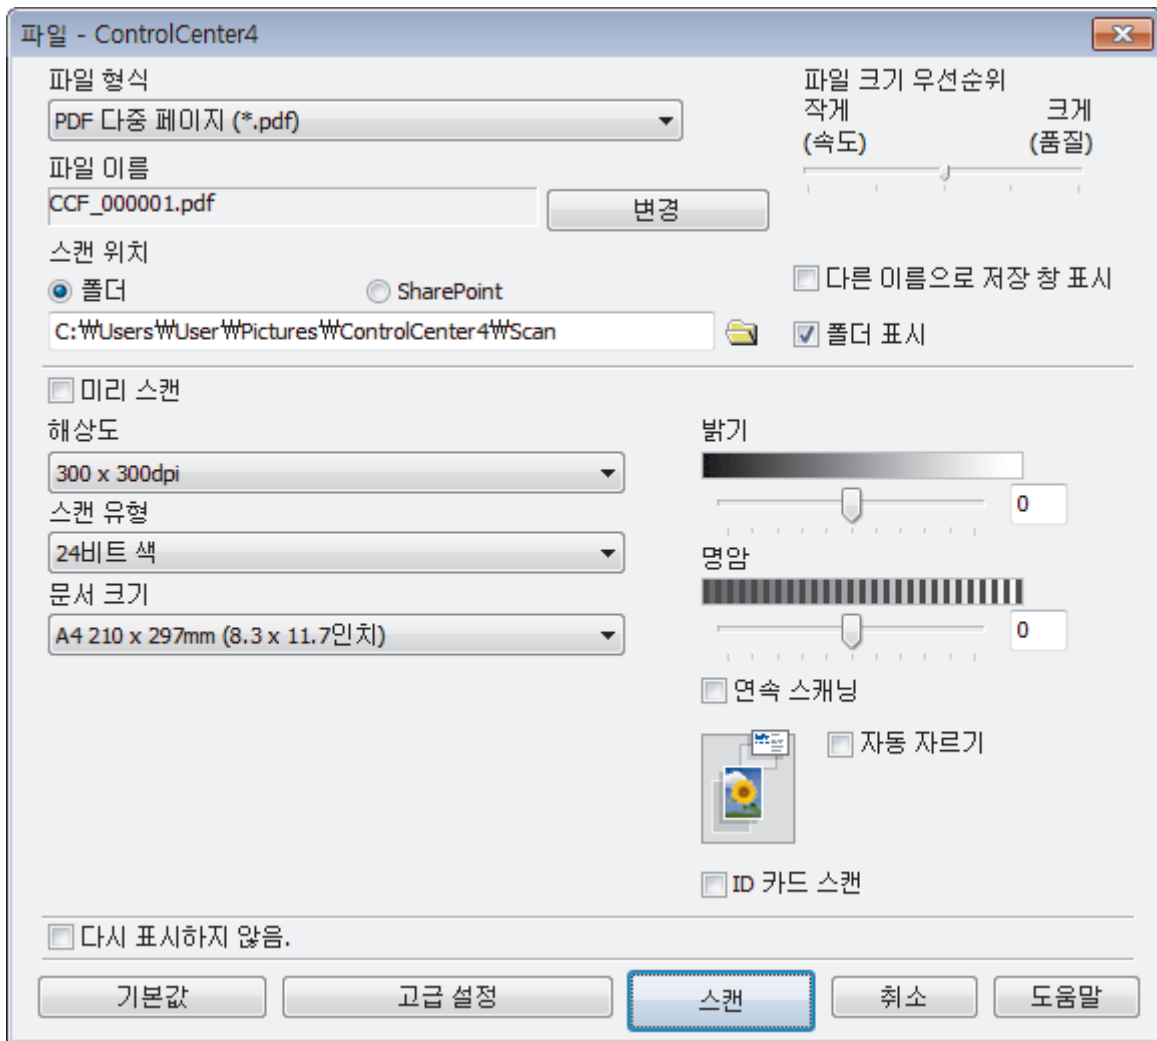 파일 - ControlCenter4
파일 형식
PDF 다중 페이지 (*.pdf)
파일 이름
CCF_000001.pdf
변경
파일 크기 우선순위
작게 크게
(속도) (품질)
스캔 위치
폴더 SharePoint
C:₩Users₩User₩Pictures₩ControlCenter4₩Scan
다른 이름으로 저장 창 표시
폴더 표시
미리 스캔
해상도
300 x 300dpi
스캔 유형
24비트 색
문서 크기
A4 210 x 297mm (8.3 x 11.7인치)
밝기
0
명암
0
연속 스캐닝
자동 자르기
ID 카드 스캔
다시 표시하지 않음.
기본값 고급 설정 스캔 취소 도움말